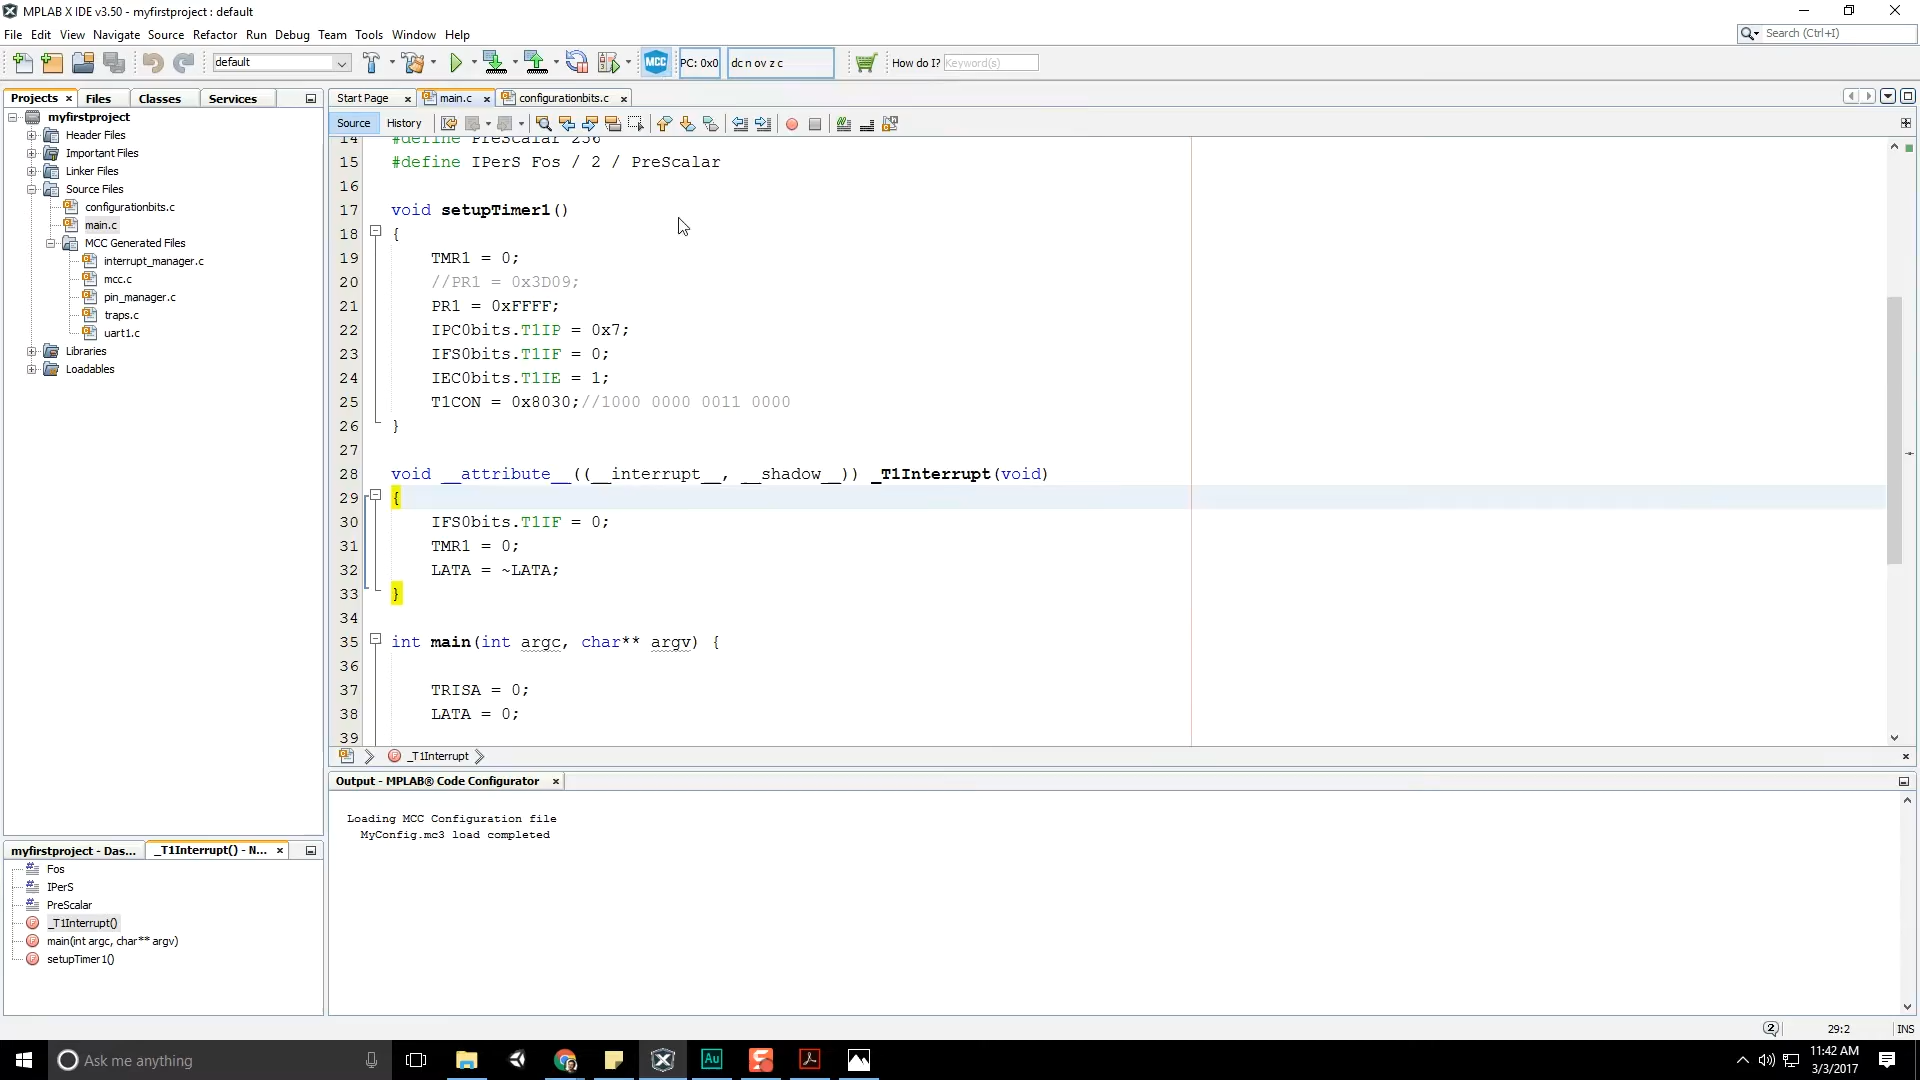 MPLAB X IDE v3.50 - myfirstproject : default
File Edit View Navigate Source Refactor Run Debug Team Tools Window Help
Search (Ctrl+I)
default
MCC
PC: 0x0
dc n ov z c
How do I? Keyword(s)
Projects Files Classes Services
Start Page main.c configurationbits.c
Source History
myfirstproject
Header Files
Important Files
Linker Files
Source Files
configurationbits.c
main.c
MCC Generated Files
interrupt_manager.c
mcc.c
pin_manager.c
traps.c
uart1.c
Libraries
Loadables
14 #define PreScalar 256
15 #define IPerS Fos / 2 / PreScalar
16
17 void setupTimer1()
18 {
19 TMR1 = 0;
20 //PR1 = 0x3D09;
21 PR1 = 0xFFFF;
22 IPC0bits.T1IP = 0x7;
23 IFS0bits.T1IF = 0;
24 IEC0bits.T1IE = 1;
25 T1CON = 0x8030;//1000 0000 0011 0000
26 }
27
28 void __attribute__((__interrupt__, __shadow__)) _T1Interrupt(void)
29 {
30 IFS0bits.T1IF = 0;
31 TMR1 = 0;
32 LATA = ~LATA;
33 }
34
35 int main(int argc, char** argv) {
36
37 TRISA = 0;
38 LATA = 0;
39
_T1Interrupt
Output - MPLAB® Code Configurator
Loading MCC Configuration file
MyConfig.mc3 load completed
myfirstproject - Das... _T1Interrupt() - N...
Fos
IPerS
PreScalar
_T1Interrupt()
main(int argc, char** argv)
setupTimer1()
2
29:2
INS
Ask me anything
Au
11:42 AM
3/3/2017